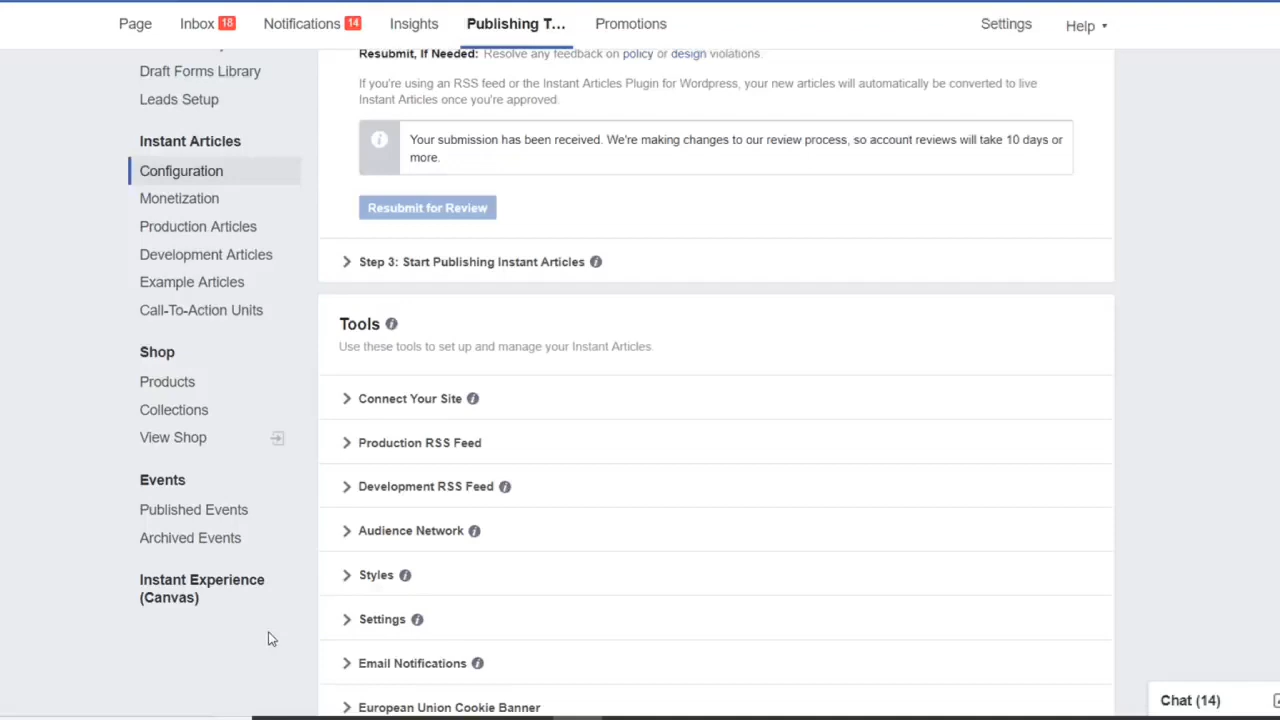 Page Inbox 18 Notifications 14 Insights Publishing T... Promotions Settings Help
Draft Forms Library
Leads Setup
Instant Articles
Configuration
Monetization
Production Articles
Development Articles
Example Articles
Call-To-Action Units
Shop
Products
Collections
View Shop
Events
Published Events
Archived Events
Instant Experience
(Canvas)
Resubmit, If Needed: Resolve any feedback on policy or design violations.
If you're using an RSS feed or the Instant Articles Plugin for Wordpress, your new articles will automatically be converted to live
Instant Articles once you're approved.
Your submission has been received. We're making changes to our review process, so account reviews will take 10 days or
more.
Resubmit for Review
Step 3: Start Publishing Instant Articles
Tools
Use these tools to set up and manage your Instant Articles.
Connect Your Site
Production RSS Feed
Development RSS Feed
Audience Network
Styles
Settings
Email Notifications
European Union Cookie Banner
Chat (14)